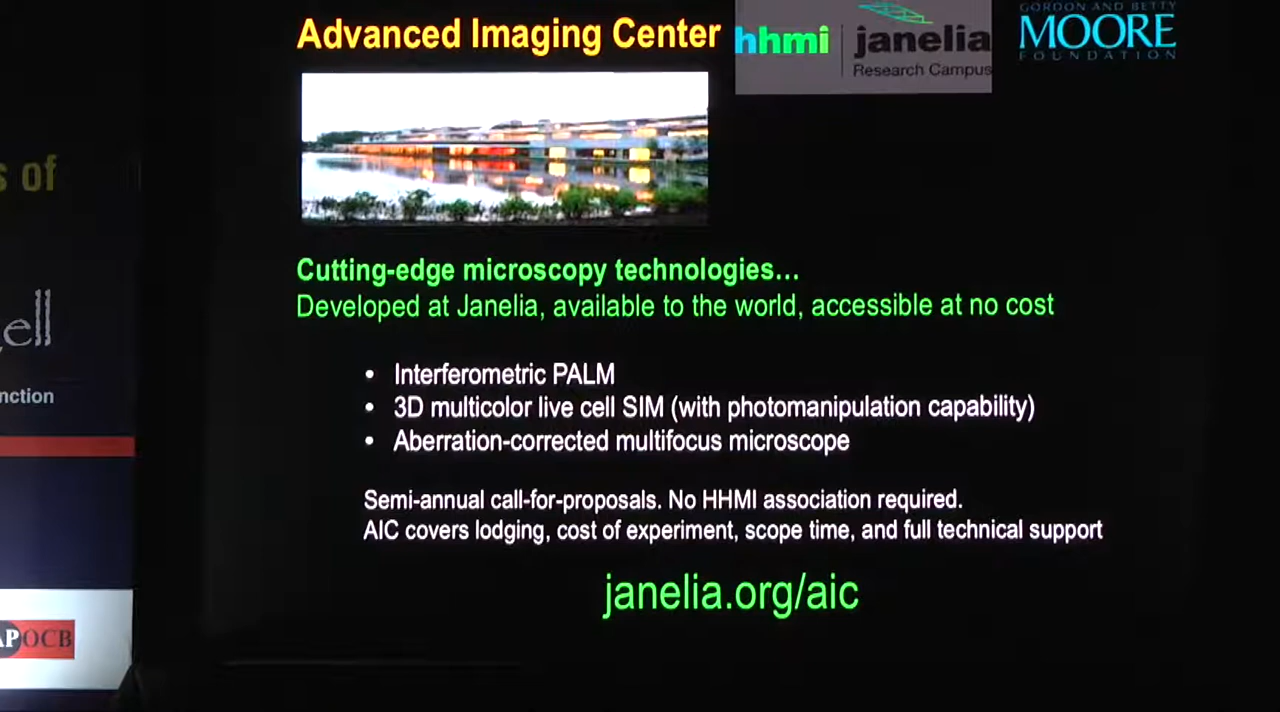 Advanced Imaging Center
hhmi
janelia
Research Campus
GORDON AND BETTY
MOORE
FOUNDATION
s of
ell
nction
Cutting-edge microscopy technologies...
Developed at Janelia, available to the world, accessible at no cost
• Interferometric PALM
• 3D multicolor live cell SIM (with photomanipulation capability)
• Aberration-corrected multifocus microscope
Semi-annual call-for-proposals. No HHMI association required.
AIC covers lodging, cost of experiment, scope time, and full technical support
janelia.org/aic
APOCB